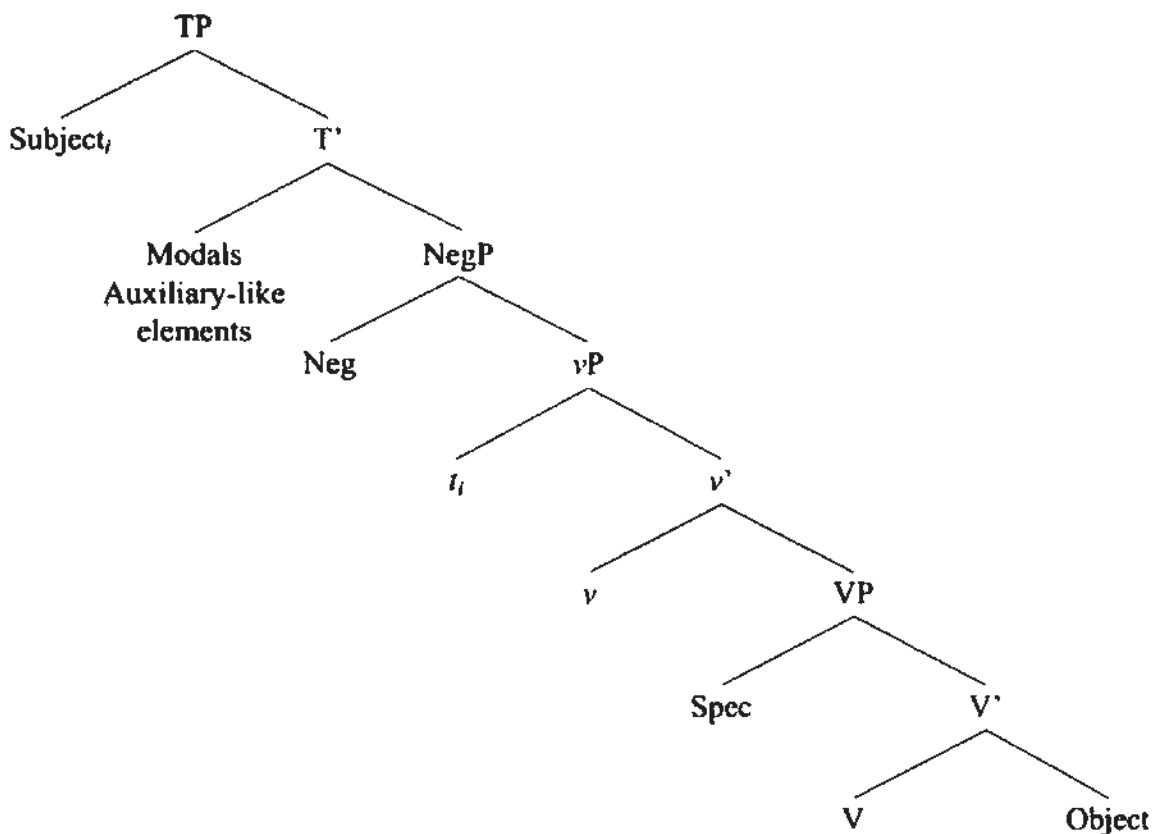 TP
Subjectᵢ T’
Modals NegP
Auxiliary-like
elements
Neg vP
tᵢ v’
v VP
Spec V’
V Object